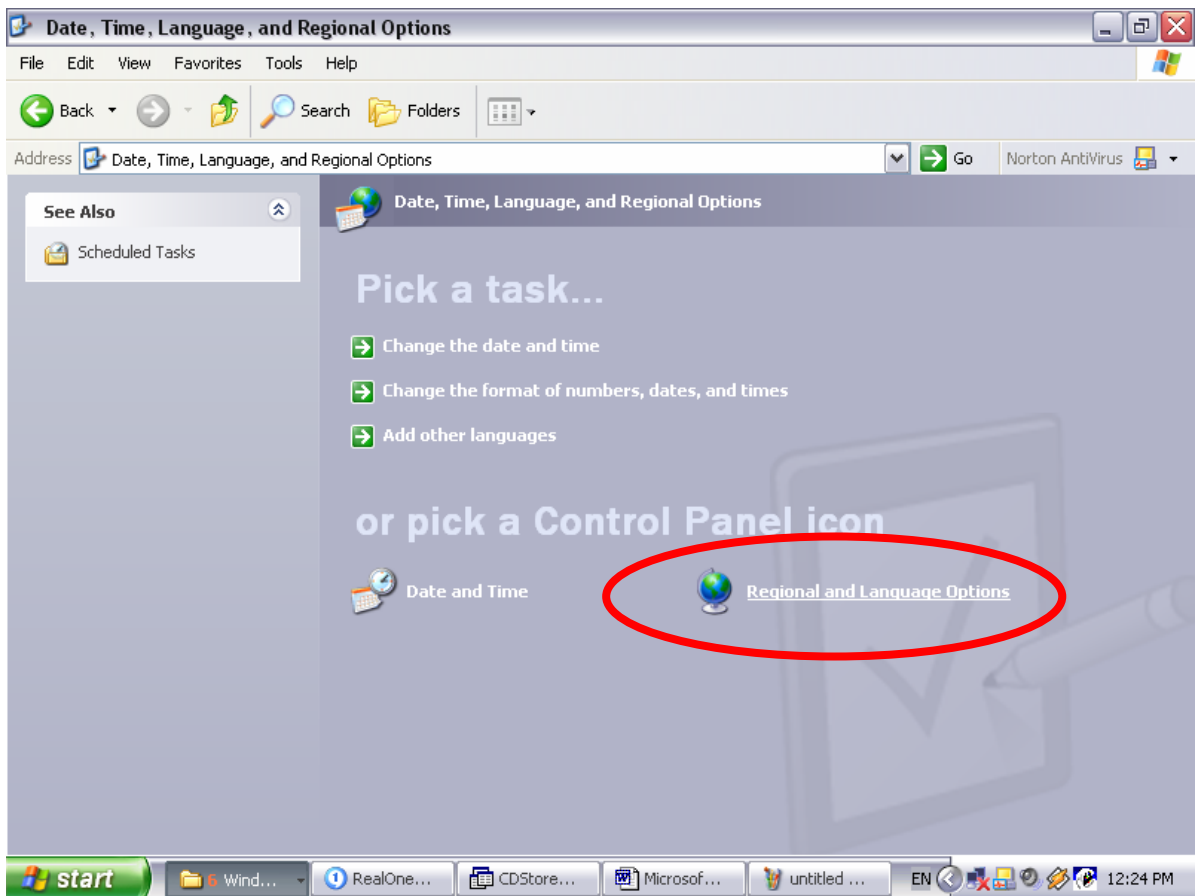 Date, Time, Language, and Regional Options
File Edit View Favorites Tools Help
Back Search Folders
Address Date, Time, Language, and Regional Options Go Norton AntiVirus
See Also
Scheduled Tasks
Date, Time, Language, and Regional Options
Pick a task...
Change the date and time
Change the format of numbers, dates, and times
Add other languages
or pick a Control Panel icon
Date and Time
Regional and Language Options
start 6 Wind... RealOne... CDStore... Microsof... untitled ... EN 12:24 PM